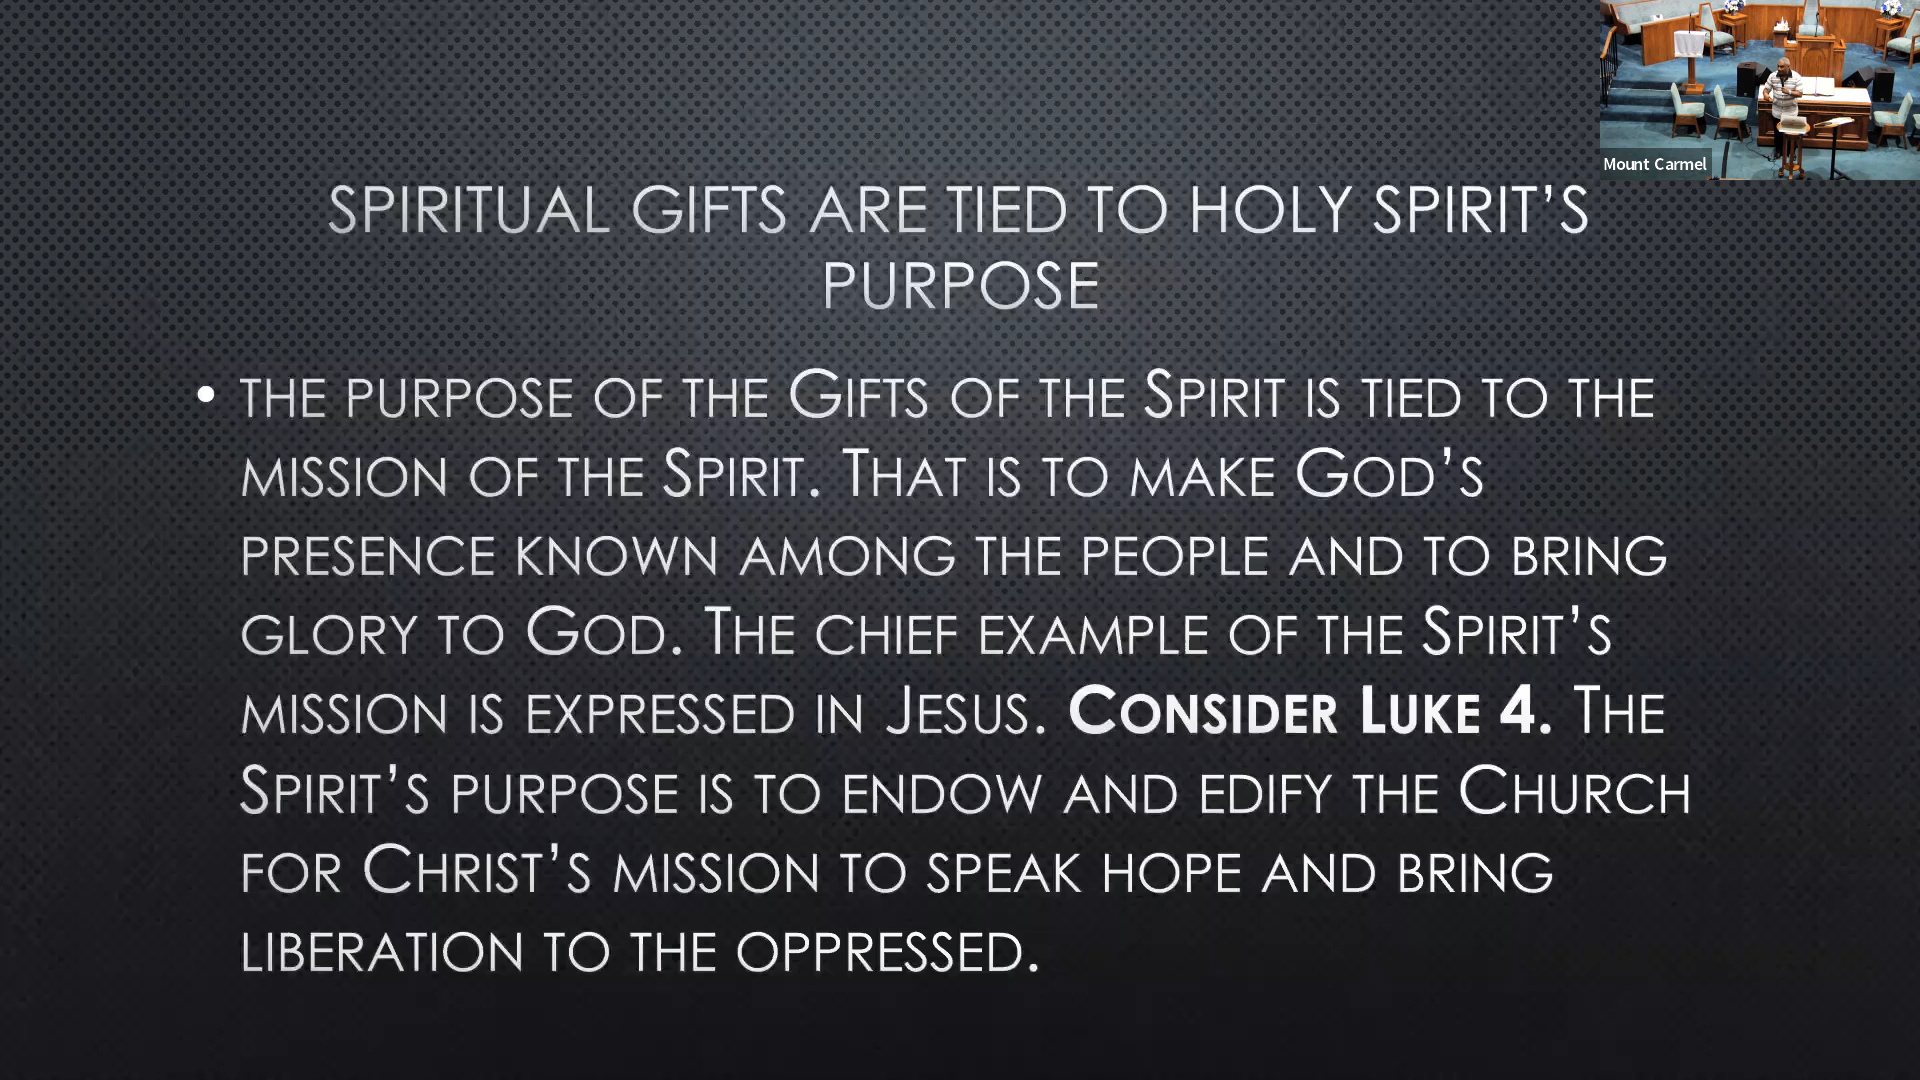 Mount Carmel
SPIRITUAL GIFTS ARE TIED TO HOLY SPIRIT’S
PURPOSE
• THE PURPOSE OF THE GIFTS OF THE SPIRIT IS TIED TO THE
MISSION OF THE SPIRIT. THAT IS TO MAKE GOD’S
PRESENCE KNOWN AMONG THE PEOPLE AND TO BRING
GLORY TO GOD. THE CHIEF EXAMPLE OF THE SPIRIT’S
MISSION IS EXPRESSED IN JESUS. CONSIDER LUKE 4. THE
SPIRIT’S PURPOSE IS TO ENDOW AND EDIFY THE CHURCH
FOR CHRIST’S MISSION TO SPEAK HOPE AND BRING
LIBERATION TO THE OPPRESSED.